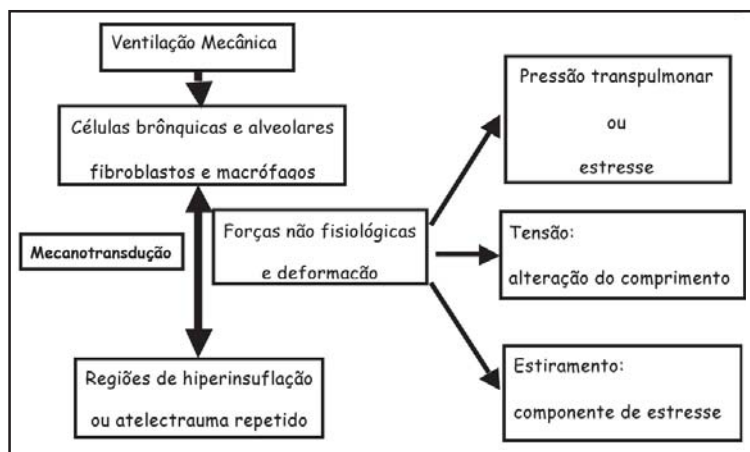 Ventilação Mecânica
Células brônquicas e alveolares
fibroblastos e macrófagos
Mecanotransdução
Forças não fisiológicas
e deformação
Regiões de hiperinsuflação
ou atelectrauma repetido
Pressão transpulmonar
ou
estresse
Tensão:
alteração do comprimento
Estiramento:
componente de estresse